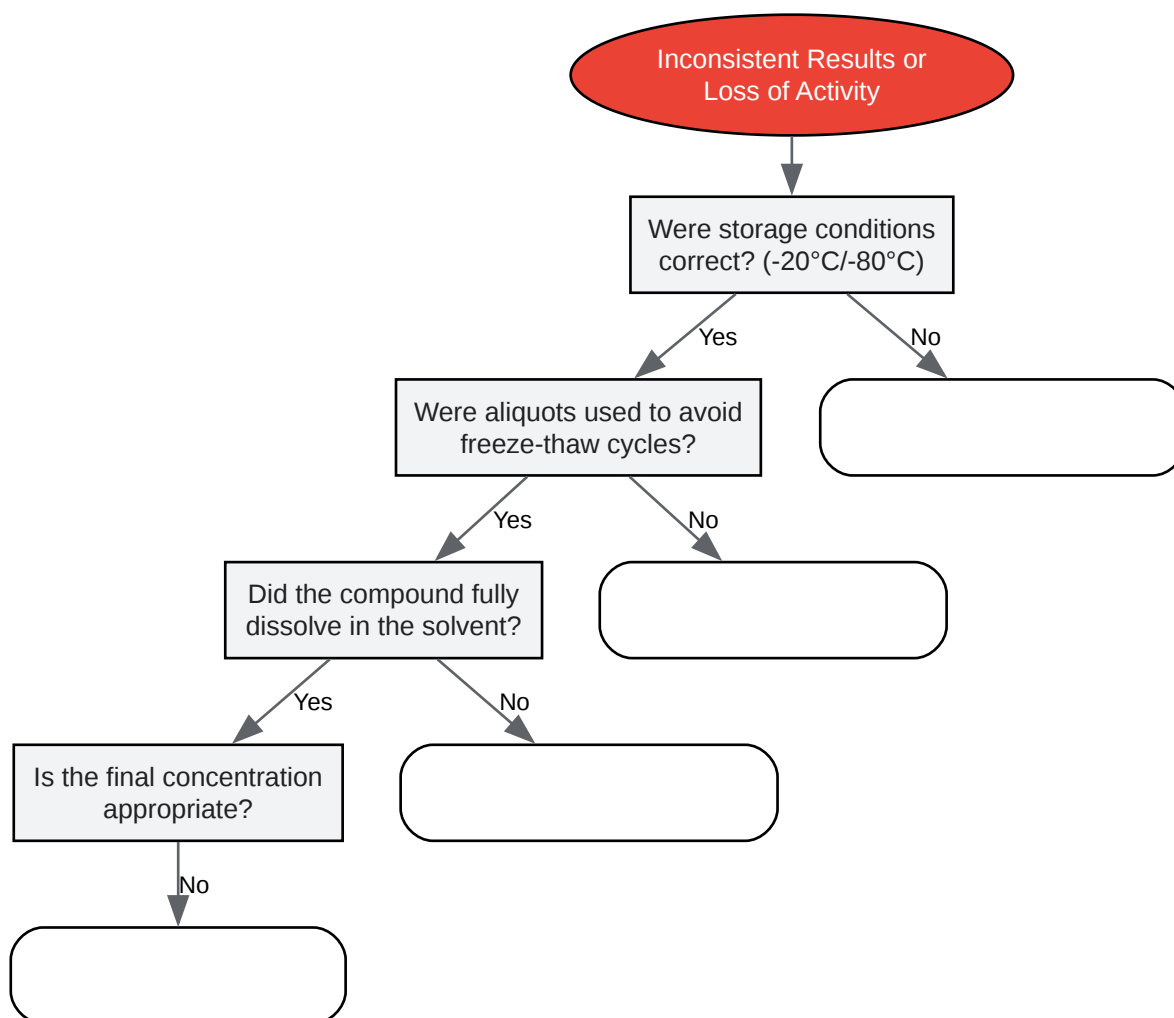 Inconsistent Results or
Loss of Activity
Were storage conditions
correct? (-20°C/-80°C)
Yes
No
Were aliquots used to avoid
freeze-thaw cycles?
Yes
No
Did the compound fully
dissolve in the solvent?
Yes
No
Is the final concentration
appropriate?
No